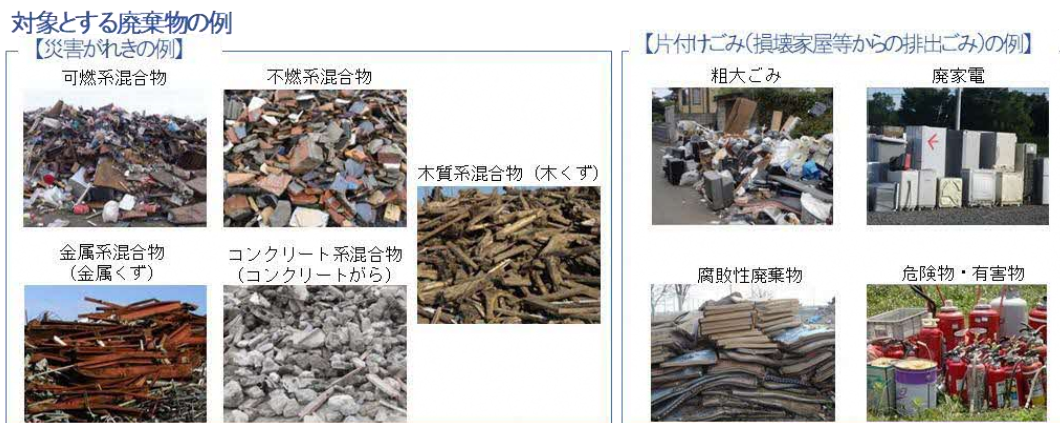 対象とする廃棄物の例
【災害がれきの例】
可燃系混合物
不燃系混合物
木質系混合物（木くず）
金属系混合物
（金属くず）
コンクリート系混合物
（コンクリートがら）
【片付けごみ（損壊家屋等からの排出ごみ）の例】
粗大ごみ
廃家電
腐敗性廃棄物
危険物・有害物